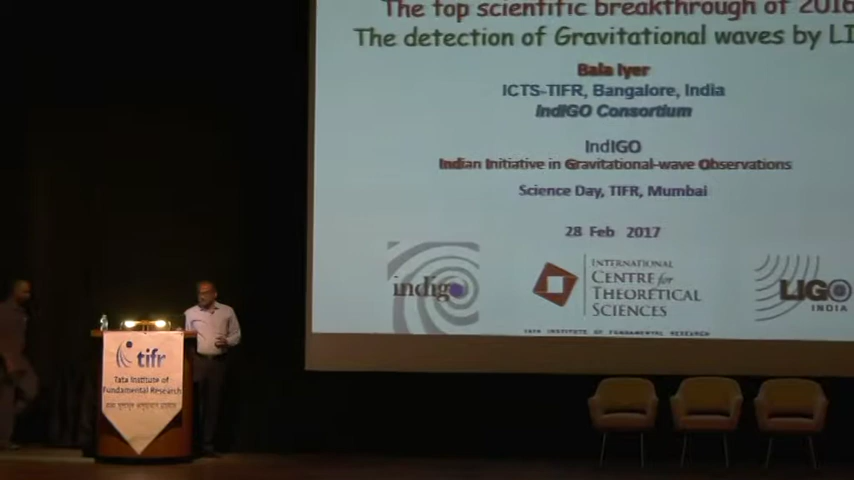 The top scientific breakthrough of 2016
The detection of Gravitational waves by LI
Bala Iyer
ICTS-TIFR, Bangalore, India
IndIGO Consortium
IndIGO
Indian Initiative in Gravitational-wave Observations
Science Day, TIFR, Mumbai
28 Feb 2017
indigo
INTERNATIONAL
CENTRE for
THEORETICAL
SCIENCES
TATA INSTITUTE OF FUNDAMENTAL RESEARCH
LIGO
INDIA
tifr
Tata Institute of
Fundamental Research